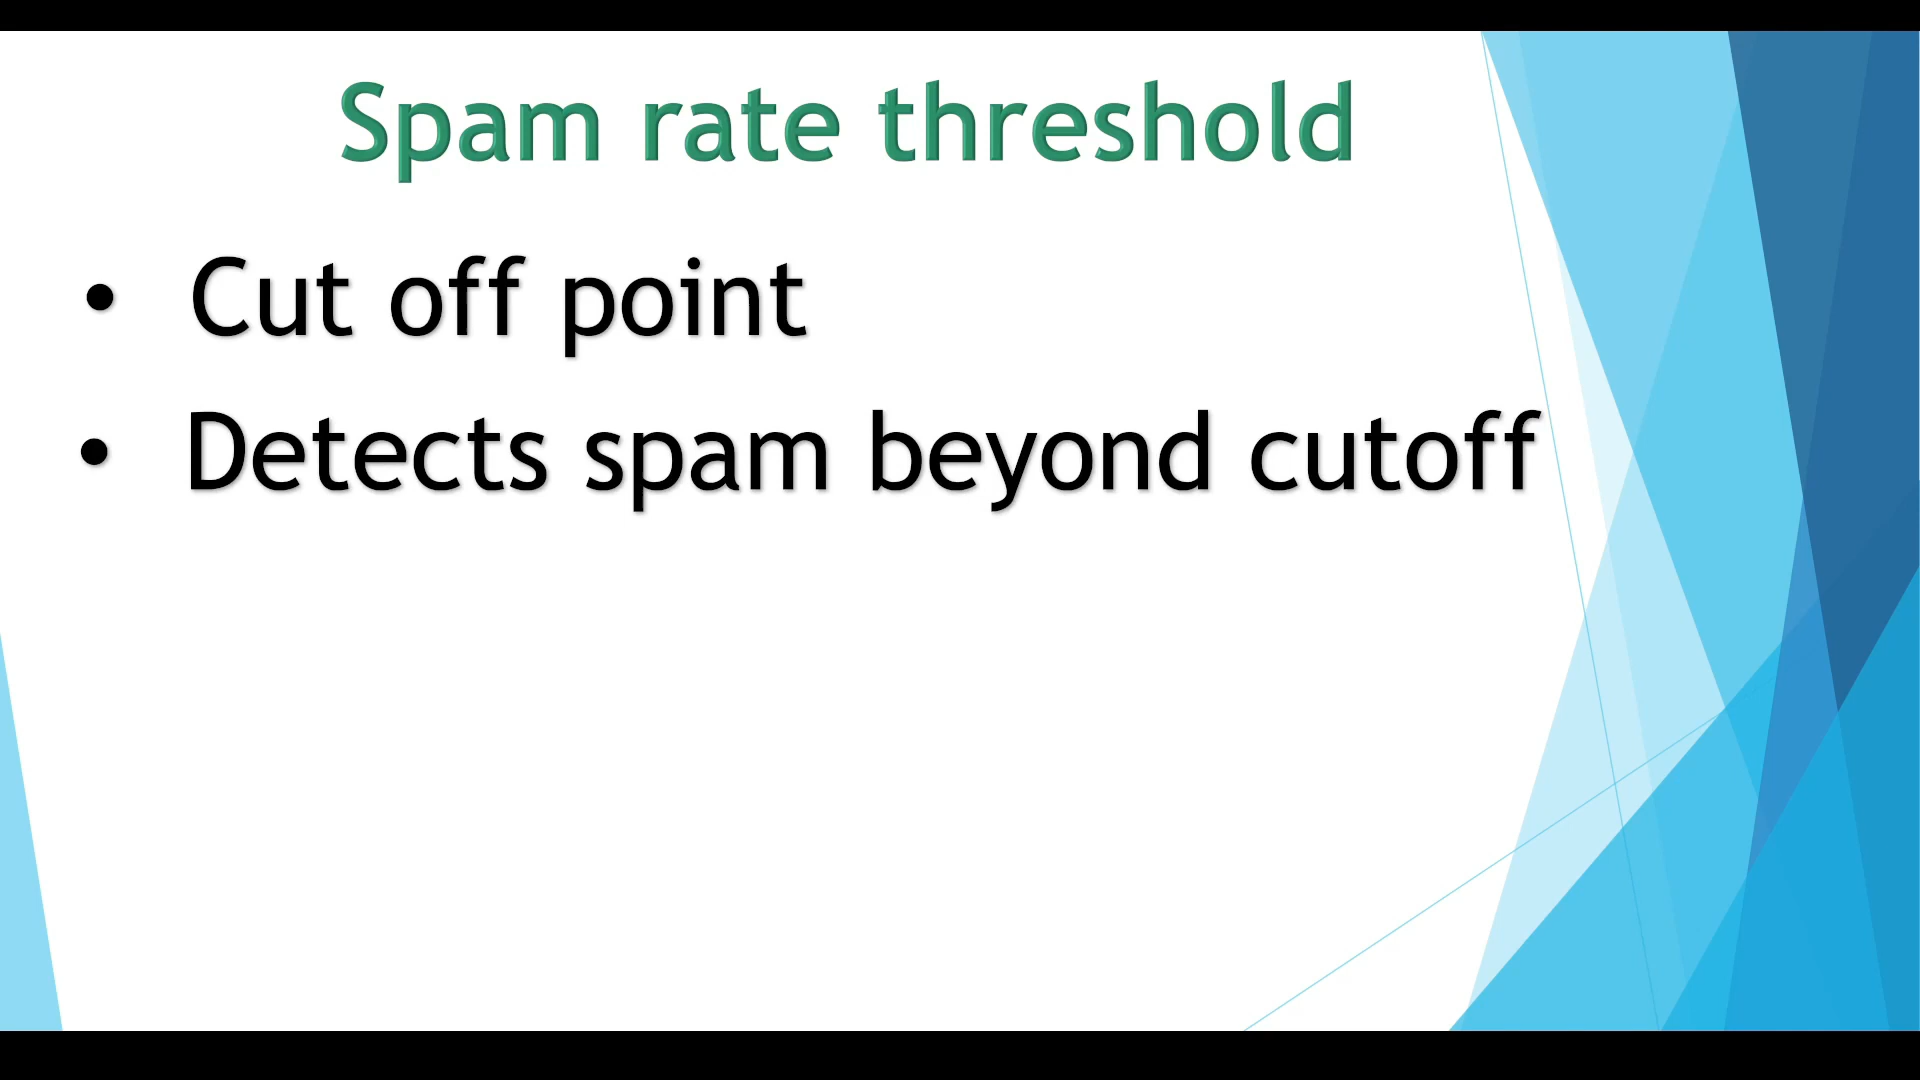 Spam rate threshold
• Cut off point
• Detects spam beyond cutoff